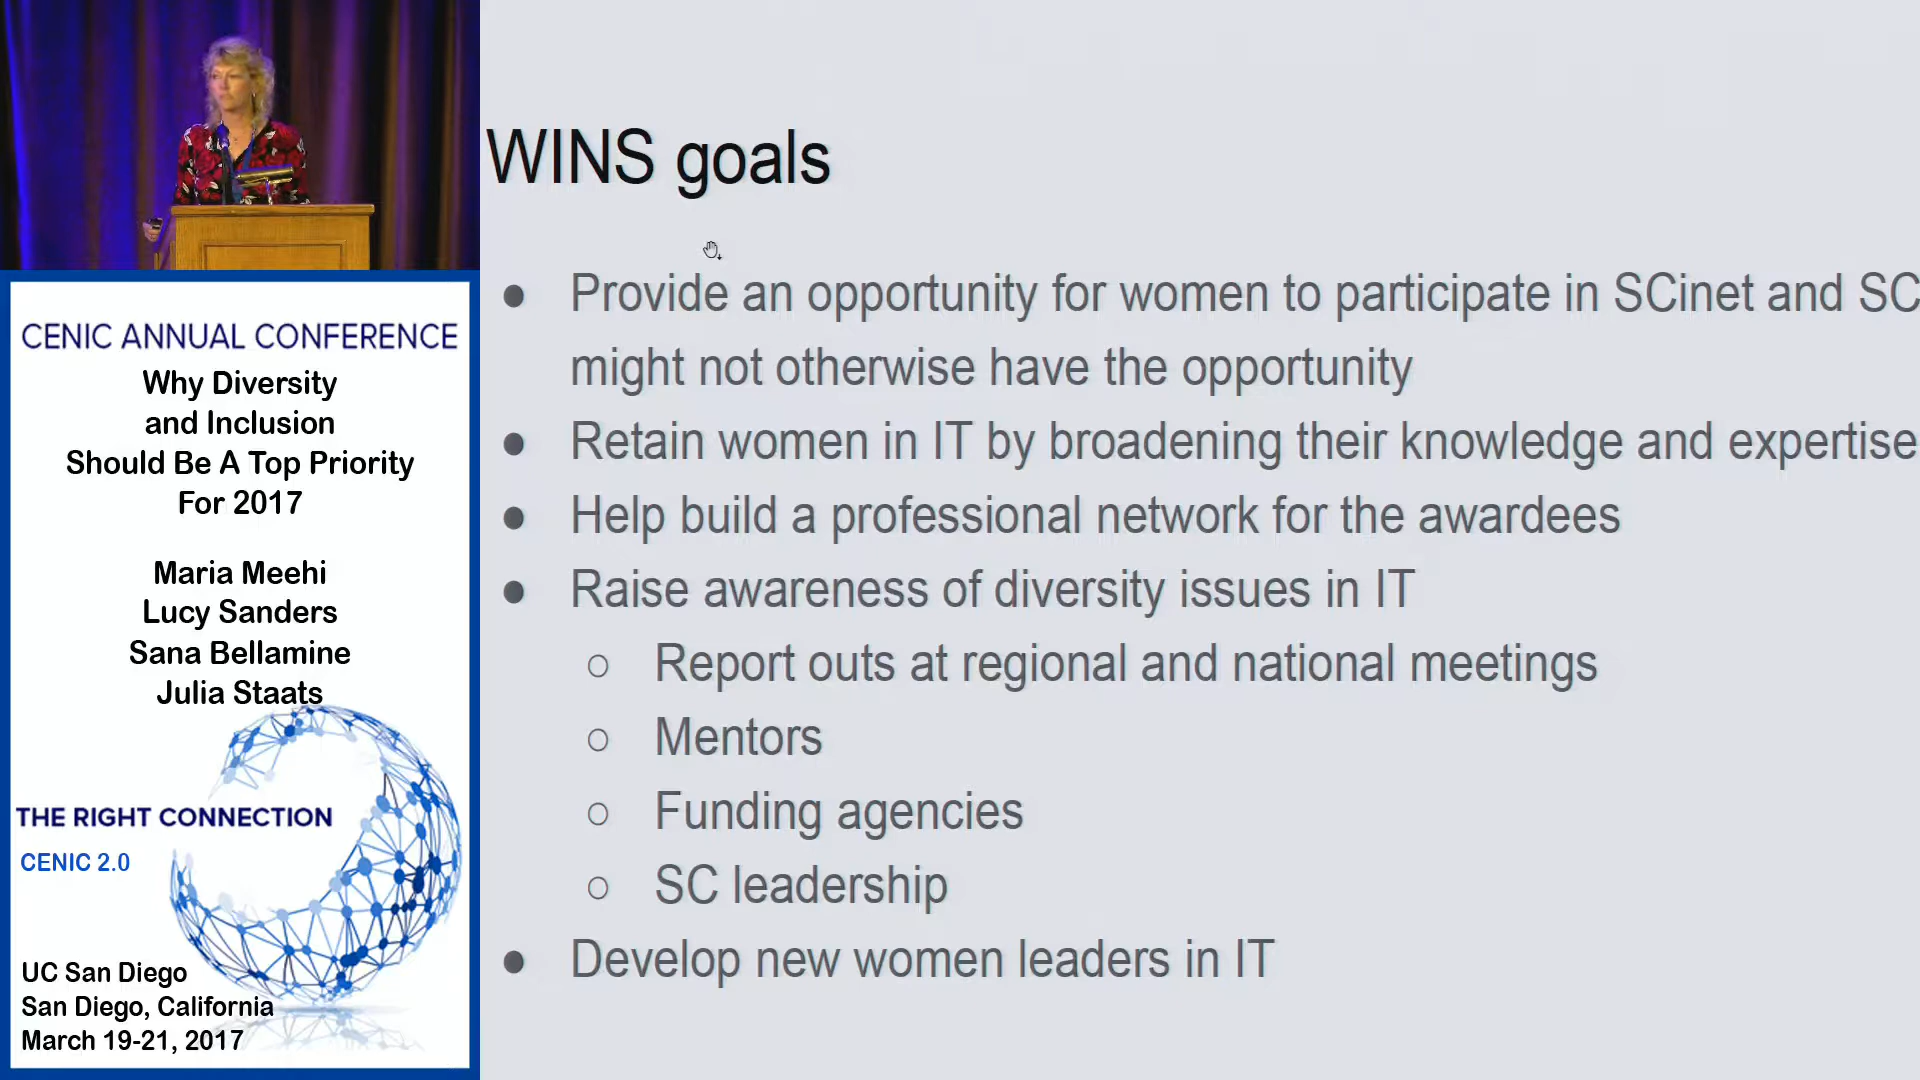 CENIC ANNUAL CONFERENCE
Why Diversity
and Inclusion
Should Be A Top Priority
For 2017
Maria Meehi
Lucy Sanders
Sana Bellamine
Julia Staats
THE RIGHT CONNECTION
CENIC 2.0
UC San Diego
San Diego, California
March 19-21, 2017
WINS goals
● Provide an opportunity for women to participate in SCinet and SC
might not otherwise have the opportunity
● Retain women in IT by broadening their knowledge and expertise
● Help build a professional network for the awardees
● Raise awareness of diversity issues in IT
○ Report outs at regional and national meetings
○ Mentors
○ Funding agencies
○ SC leadership
● Develop new women leaders in IT